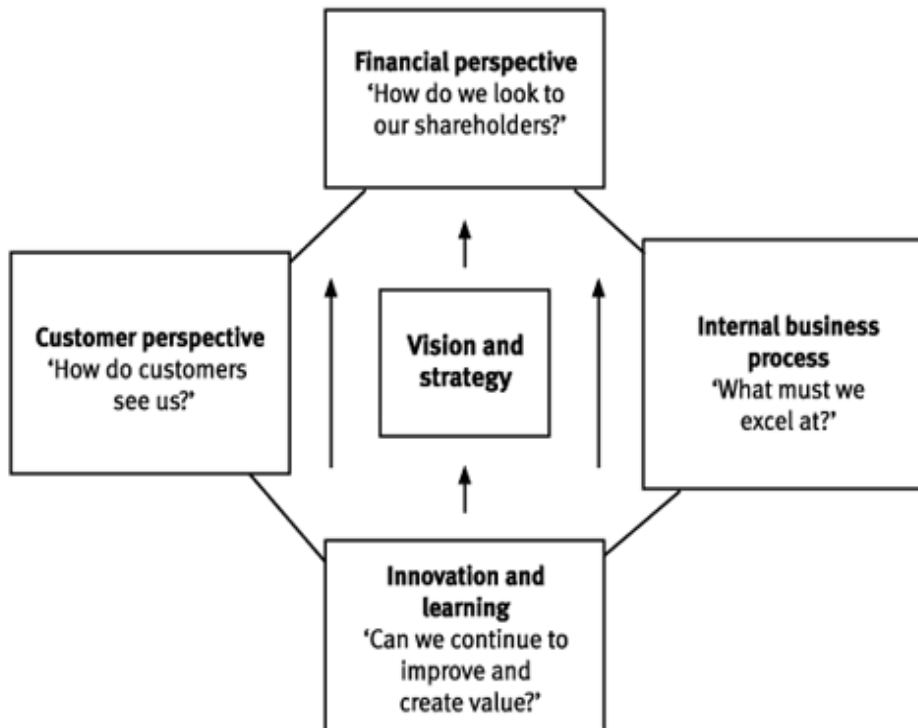 Financial perspective
‘How do we look to
our shareholders?’
Customer perspective
‘How do customers
see us?’
Vision and
strategy
Internal business
process
‘What must we
excel at?’
Innovation and
learning
‘Can we continue to
improve and
create value?’